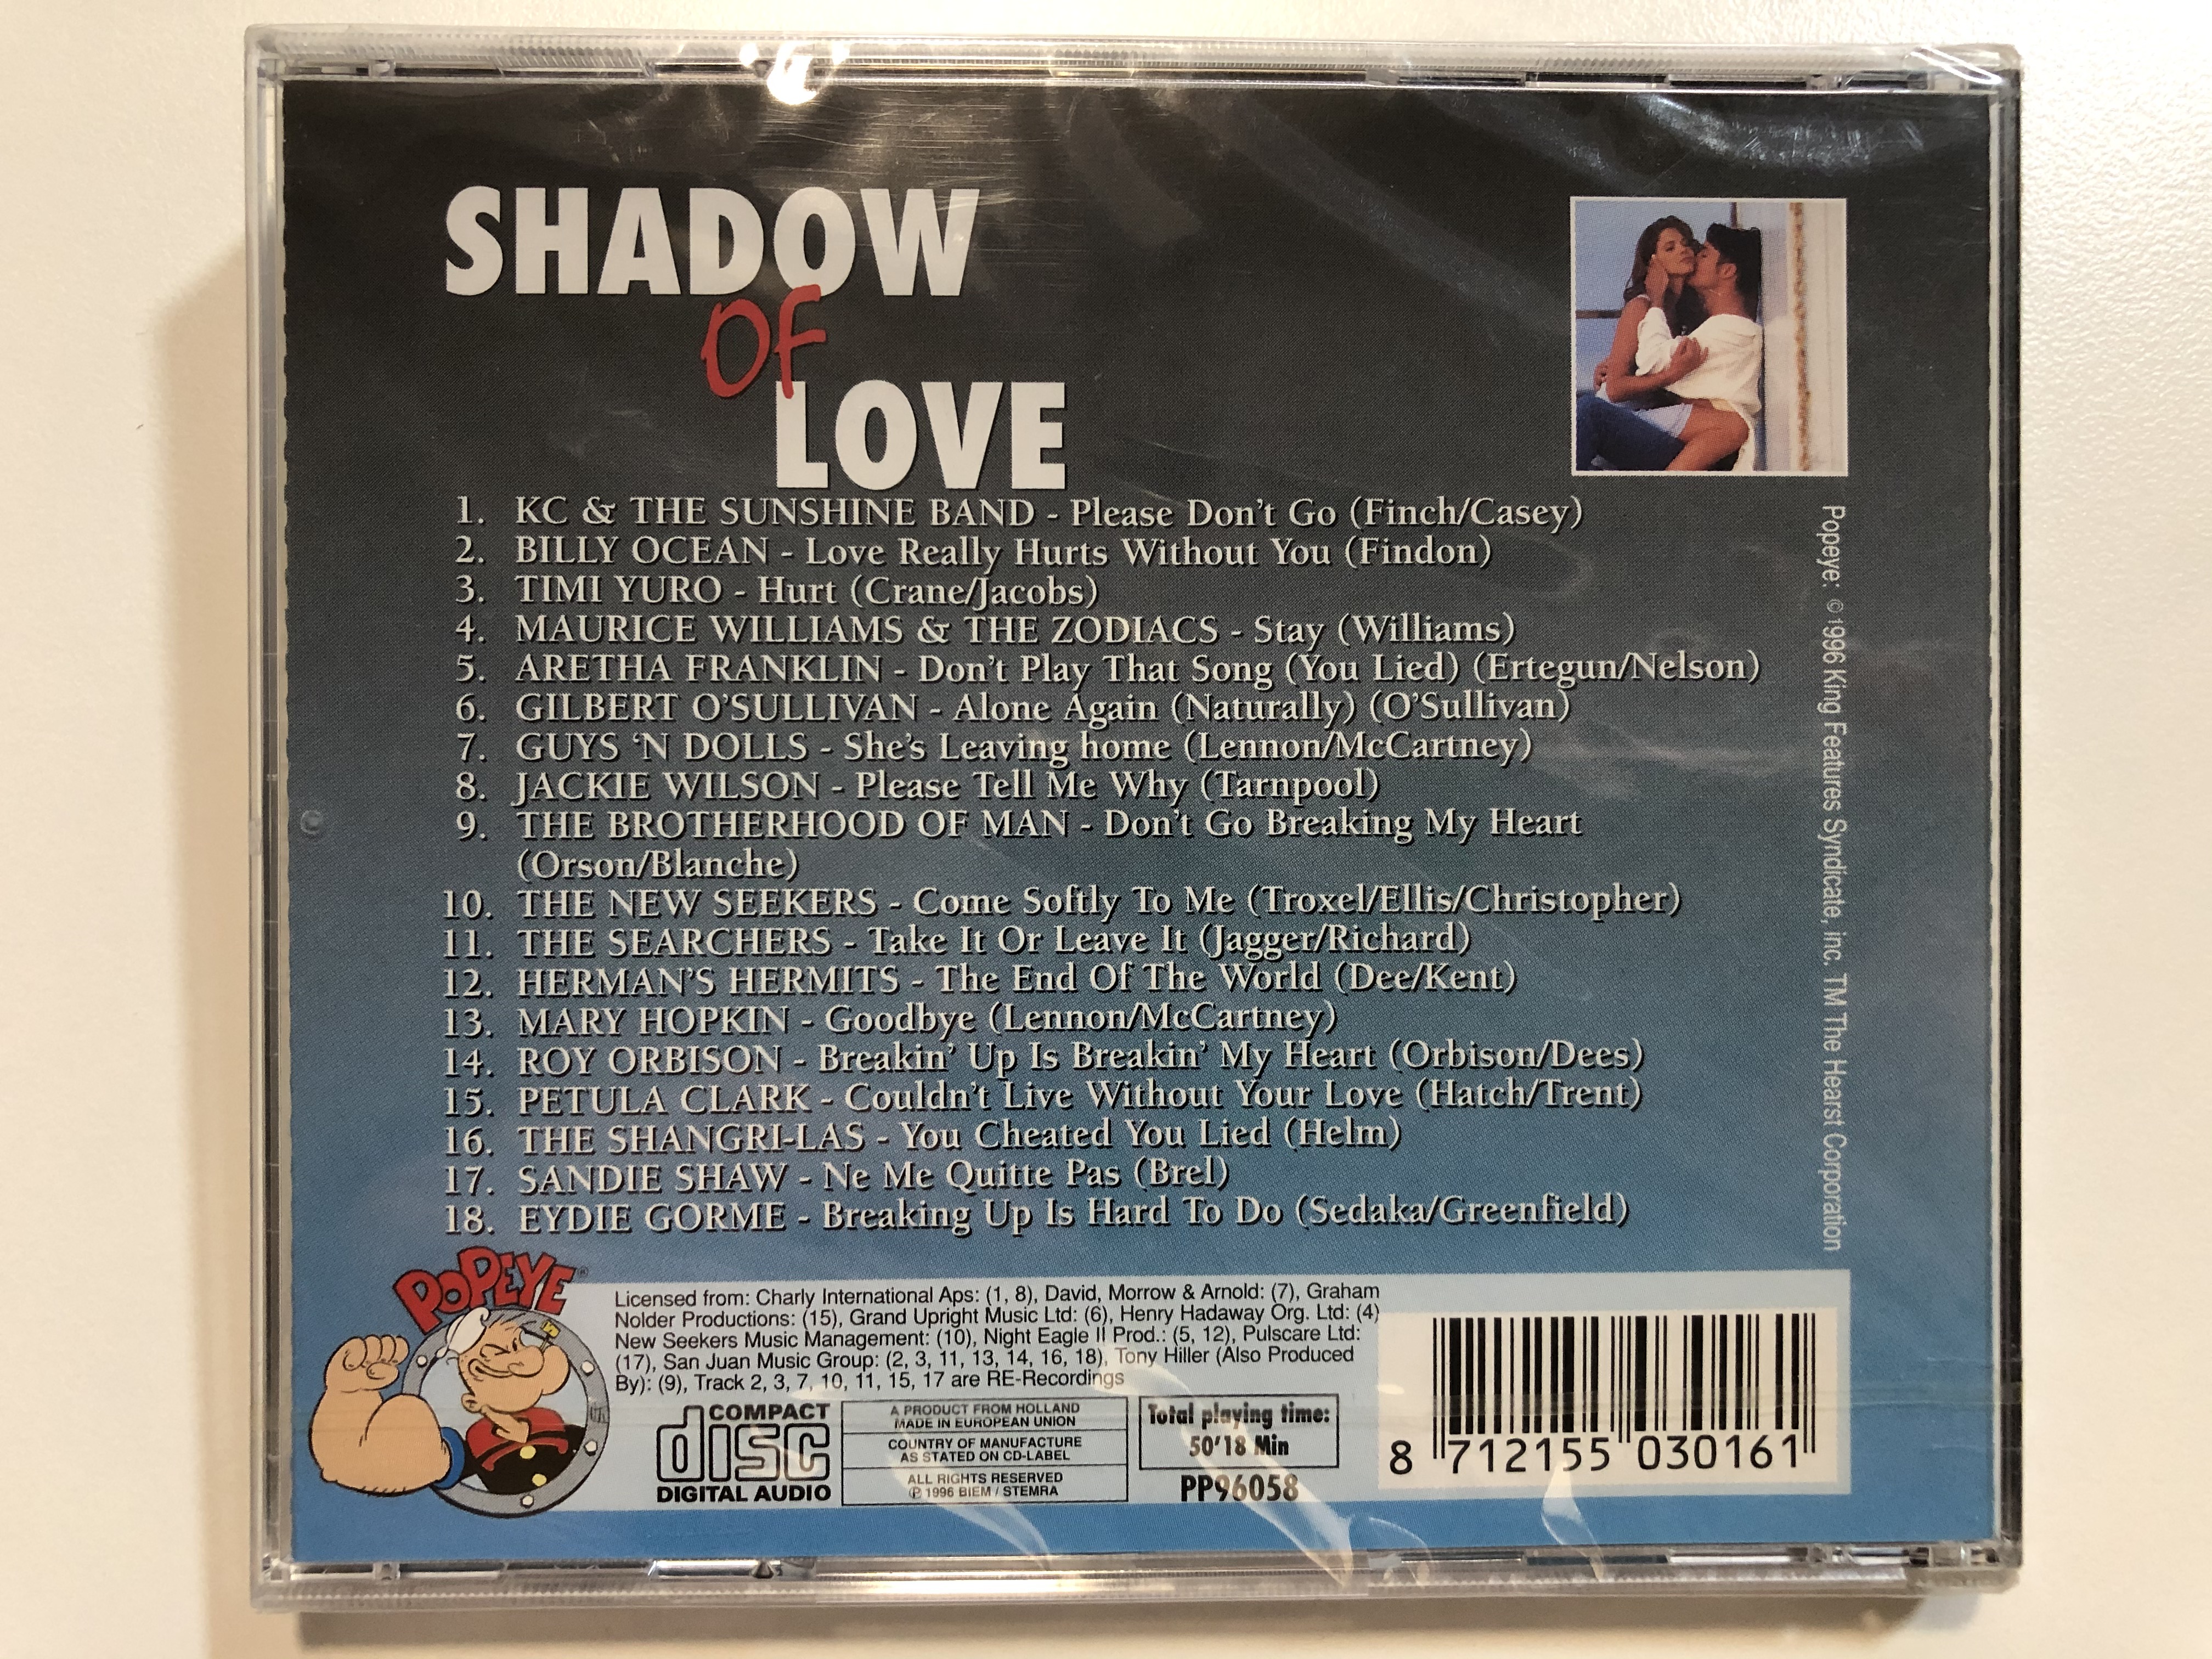 SHADOW
OF
LOVE
1. KC & THE SUNSHINE BAND - Please Don't Go (Finch/Casey)
2. BILLY OCEAN - Love Really Hurts Without You (Findon)
3. TIMI YURO - Hurt (Crane/Jacobs)
4. MAURICE WILLIAMS & THE ZODIACS - Stay (Williams)
5. ARETHA FRANKLIN - Don't Play That Song (You Lied) (Ertegun/Nelson)
6. GILBERT O'SULLIVAN - Alone Again (Naturally) (O'Sullivan)
7. GUYS 'N DOLLS - She's Leaving home (Lennon/McCartney)
8. JACKIE WILSON - Please Tell Me Why (Tarnpool)
9. THE BROTHERHOOD OF MAN - Don't Go Breaking My Heart
(Orson/Blanche)
10. THE NEW SEEKERS - Come Softly To Me (Troxel/Ellis/Christopher)
11. THE SEARCHERS - Take It Or Leave It (Jagger/Richard)
12. HERMAN'S HERMITS - The End Of The World (Dee/Kent)
13. MARY HOPKIN - Goodbye (Lennon/McCartney)
14. ROY ORBISON - Breakin' Up Is Breakin' My Heart (Orbison/Dees)
15. PETULA CLARK - Couldn't Live Without Your Love (Hatch/Trent)
16. THE SHANGRI-LAS - You Cheated You Lied (Helm)
17. SANDIE SHAW - Ne Me Quitte Pas (Brel)
18. EYDIE GORME - Breaking Up Is Hard To Do (Sedaka/Greenfield)
Popeye: © 1996 King Features Syndicate, inc. TM The Hearst Corporation
POPEYE®
Licensed from: Charly International Aps: (1, 8), David, Morrow & Arnold: (7), Graham
Nolder Productions: (15), Grand Upright Music Ltd: (6), Henry Hadaway Org. Ltd: (4)
New Seekers Music Management: (10), Night Eagle II Prod.: (5, 12), Pulscare Ltd:
(17), San Juan Music Group: (2, 3, 11, 13, 14, 16, 18), Tony Hiller (Also Produced
By): (9), Track 2, 3, 7, 10, 11, 15, 17 are RE-Recordings
COMPACT
disc
DIGITAL AUDIO
A PRODUCT FROM HOLLAND
MADE IN EUROPEAN UNION
COUNTRY OF MANUFACTURE
AS STATED ON CD-LABEL
ALL RIGHTS RESERVED
℗ 1996 BIEM / STEMRA
Total playing time:
50'18 Min
PP96058
8 712155 030161